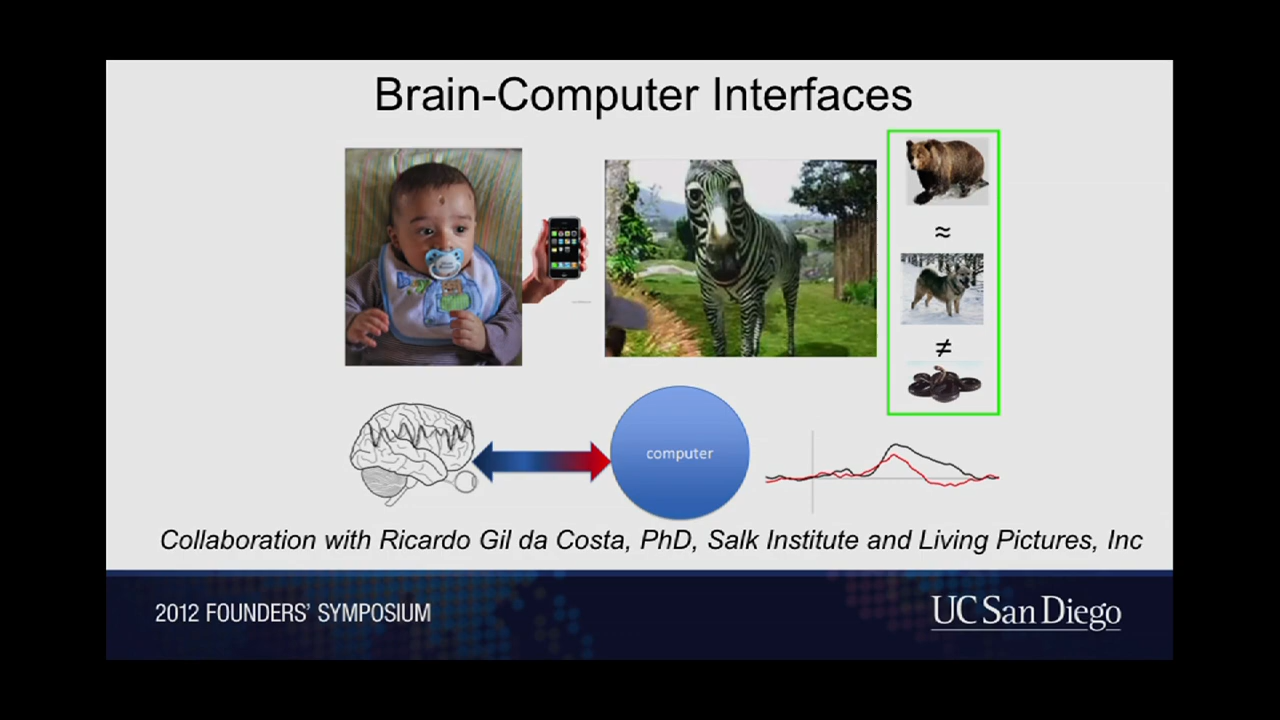 Brain-Computer Interfaces
≈
≠
computer
Collaboration with Ricardo Gil da Costa, PhD, Salk Institute and Living Pictures, Inc
2012 FOUNDERS' SYMPOSIUM
UC San Diego